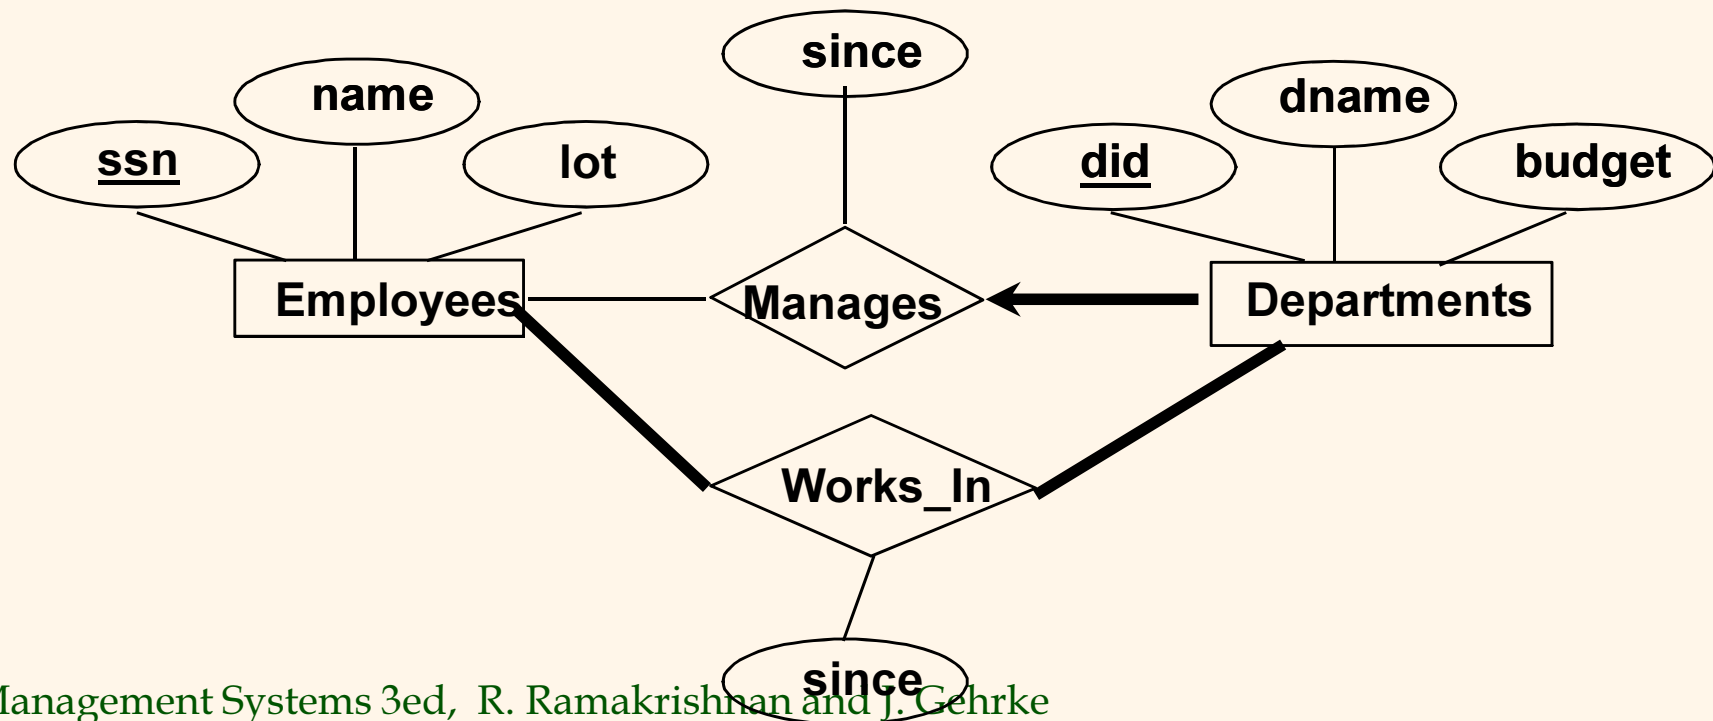 since
name
dname
ssn
lot
did
budget
Employees
Manages
Departments
Works_In
since
Management Systems 3ed, R. Ramakrishnan and J. Gehrke